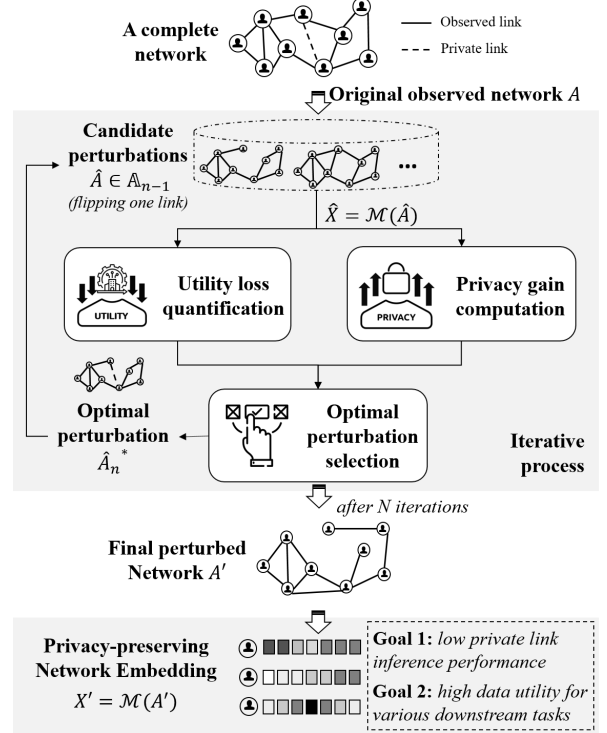 A complete
network
Observed link
Private link
Original observed network A
Candidate
perturbations
Â ∈ 𝔸ₙ₋₁
(flipping one link)
...
X̂ = ℳ(Â)
UTILITY
Utility loss
quantification
PRIVACY
Privacy gain
computation
Optimal
perturbation
Âₙ*
Optimal
perturbation
selection
Iterative
process
after N iterations
Final perturbed
Network A′
Privacy-preserving
Network Embedding
X′ = ℳ(A′)
Goal 1: low private link
inference performance
Goal 2: high data utility for
various downstream tasks